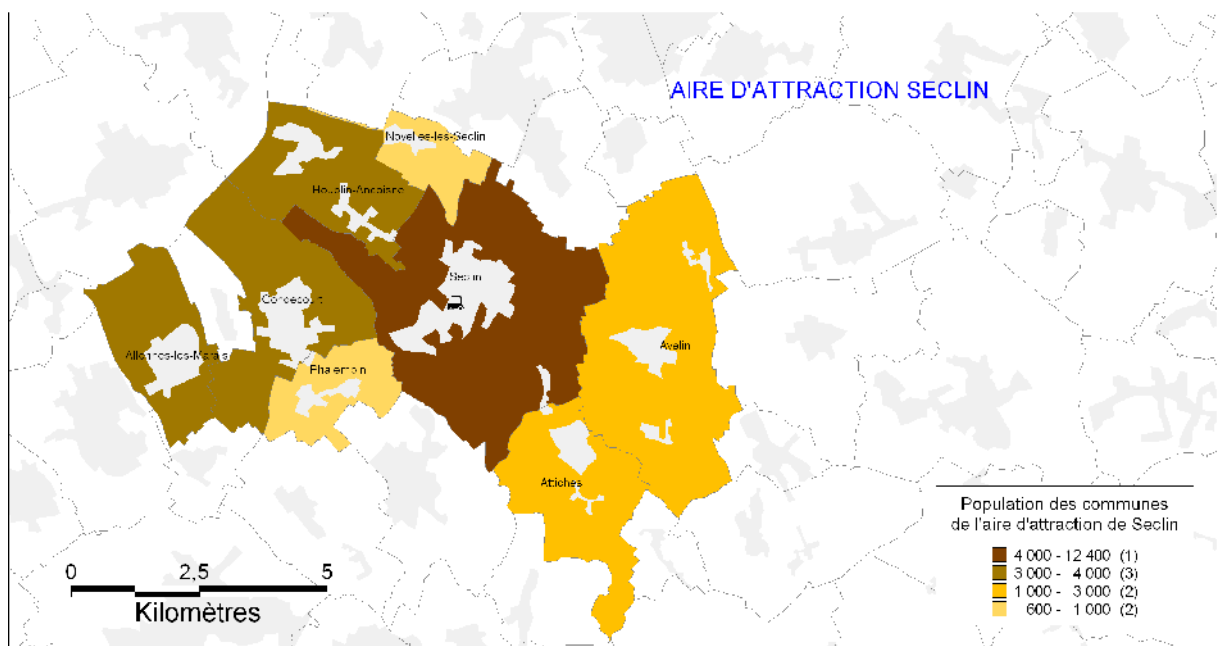 AIRE D'ATTRACTION SECLIN
Noyelles-les-Seclin
Houplin-Ancoisne
Seclin
Gondecourt
Avelin
Allennes-les-Marais
Phalempin
Attiches
Population des communes
de l'aire d'attraction de Seclin
4 000 - 12 400 (1)
3 000 - 4 000 (3)
1 000 - 3 000 (2)
600 - 1 000 (2)
0 2,5 5
Kilomètres